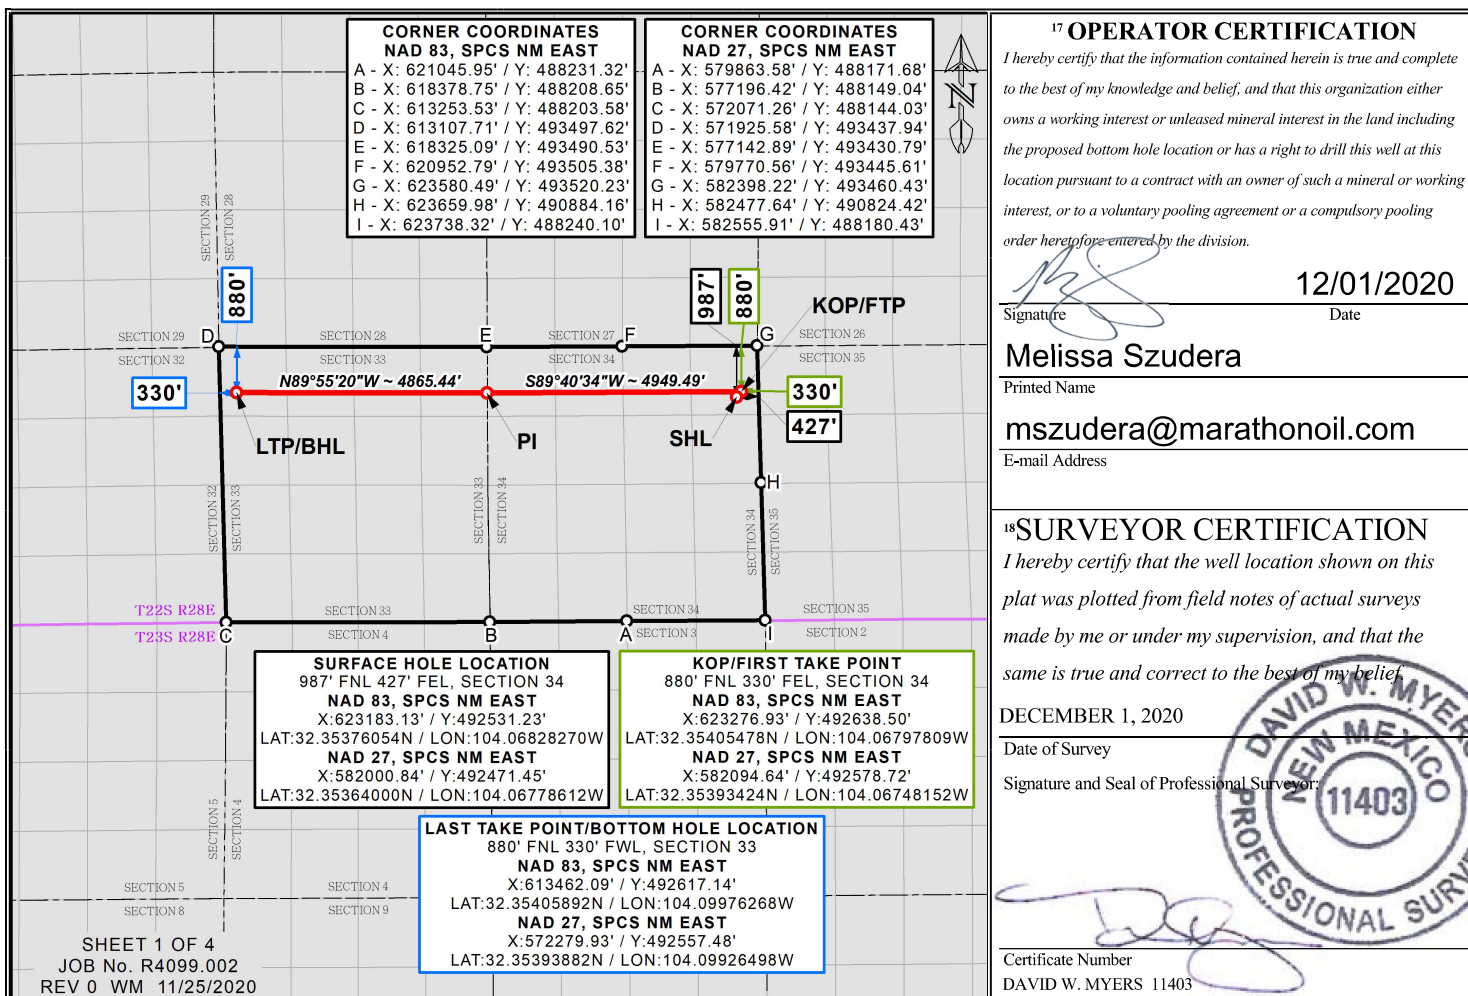 CORNER COORDINATES
NAD 83, SPCS NM EAST
A - X: 621045.95' / Y: 488231.32'
B - X: 618378.75' / Y: 488208.65'
C - X: 613253.53' / Y: 488203.58'
D - X: 613107.71' / Y: 493497.62'
E - X: 618325.09' / Y: 493490.53'
F - X: 620952.79' / Y: 493505.38'
G - X: 623580.49' / Y: 493520.23'
H - X: 623659.98' / Y: 490884.16'
I - X: 623738.32' / Y: 488240.10'
CORNER COORDINATES
NAD 27, SPCS NM EAST
A - X: 579863.58' / Y: 488171.68'
B - X: 577196.42' / Y: 488149.04'
C - X: 572071.26' / Y: 488144.03'
D - X: 571925.58' / Y: 493437.94'
E - X: 577142.89' / Y: 493430.79'
F - X: 579770.56' / Y: 493445.61'
G - X: 582398.22' / Y: 493460.43'
H - X: 582477.64' / Y: 490824.42'
I - X: 582555.91' / Y: 488180.43'
N
SECTION 29
SECTION 28
880'
987'
880'
KOP/FTP
SECTION 29
D
SECTION 28
E
SECTION 27
F
G
SECTION 26
SECTION 32
SECTION 33
SECTION 34
SECTION 35
330'
N89°55'20"W ~ 4865.44'
S89°40'34"W ~ 4949.49'
330'
427'
LTP/BHL
PI
SHL
H
SECTION 32
SECTION 33
SECTION 33
SECTION 34
SECTION 34
SECTION 35
T22S R28E
SECTION 33
SECTION 34
SECTION 35
T23S R28E
C
SECTION 4
B
A
SECTION 3
I
SECTION 2
SURFACE HOLE LOCATION
987' FNL 427' FEL, SECTION 34
NAD 83, SPCS NM EAST
X:623183.13' / Y:492531.23'
LAT:32.35376054N / LON:104.06828270W
NAD 27, SPCS NM EAST
X:582000.84' / Y:492471.45'
LAT:32.35364000N / LON:104.06778612W
KOP/FIRST TAKE POINT
880' FNL 330' FEL, SECTION 34
NAD 83, SPCS NM EAST
X:623276.93' / Y:492638.50'
LAT:32.35405478N / LON:104.06797809W
NAD 27, SPCS NM EAST
X:582094.64' / Y:492578.72'
LAT:32.35393424N / LON:104.06748152W
SECTION 5
SECTION 4
LAST TAKE POINT/BOTTOM HOLE LOCATION
880' FNL 330' FWL, SECTION 33
NAD 83, SPCS NM EAST
X:613462.09' / Y:492617.14'
LAT:32.35405892N / LON:104.09976268W
NAD 27, SPCS NM EAST
X:572279.93' / Y:492557.48'
LAT:32.35393882N / LON:104.09926498W
SECTION 5
SECTION 4
SECTION 8
SECTION 9
SHEET 1 OF 4
JOB No. R4099.002
REV 0 WM 11/25/2020
17 OPERATOR CERTIFICATION
I hereby certify that the information contained herein is true and complete
to the best of my knowledge and belief, and that this organization either
owns a working interest or unleased mineral interest in the land including
the proposed bottom hole location or has a right to drill this well at this
location pursuant to a contract with an owner of such a mineral or working
interest, or to a voluntary pooling agreement or a compulsory pooling
order heretofore entered by the division.
12/01/2020
Signature Date
Melissa Szudera
Printed Name
mszudera@marathonoil.com
E-mail Address
18 SURVEYOR CERTIFICATION
I hereby certify that the well location shown on this
plat was plotted from field notes of actual surveys
made by me or under my supervision, and that the
same is true and correct to the best of my belief.
DECEMBER 1, 2020
Date of Survey
Signature and Seal of Professional Surveyor:
DAVID W. MYERS
NEW MEXICO
11403
PROFESSIONAL SURVE
Certificate Number
DAVID W. MYERS 11403